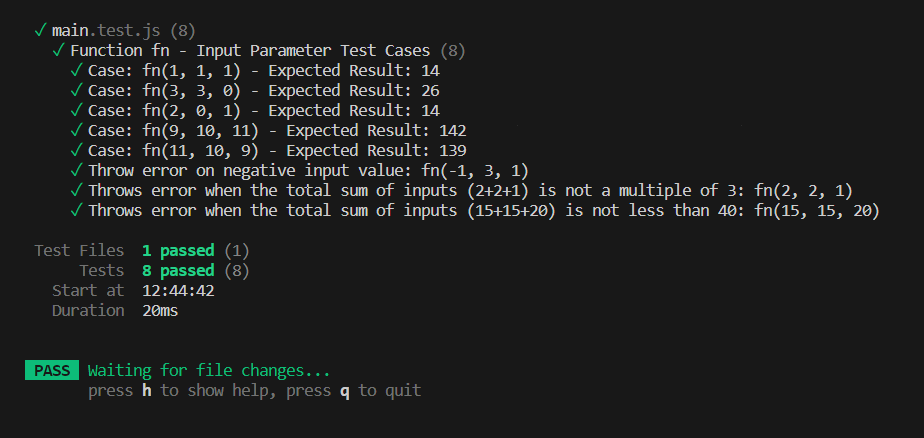 ✓ main.test.js (8)
✓ Function fn - Input Parameter Test Cases (8)
✓ Case: fn(1, 1, 1) - Expected Result: 14
✓ Case: fn(3, 3, 0) - Expected Result: 26
✓ Case: fn(2, 0, 1) - Expected Result: 14
✓ Case: fn(9, 10, 11) - Expected Result: 142
✓ Case: fn(11, 10, 9) - Expected Result: 139
✓ Throw error on negative input value: fn(-1, 3, 1)
✓ Throws error when the total sum of inputs (2+2+1) is not a multiple of 3: fn(2, 2, 1)
✓ Throws error when the total sum of inputs (15+15+20) is not less than 40: fn(15, 15, 20)
Test Files 1 passed (1)
Tests 8 passed (8)
Start at 12:44:42
Duration 20ms
PASS Waiting for file changes...
press h to show help, press q to quit